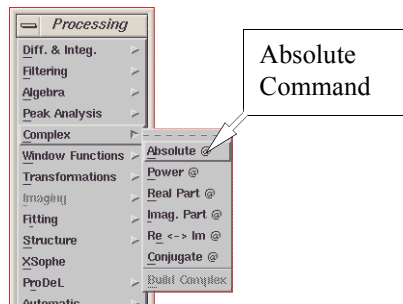 Processing
Diff. & Integ.
Filtering
Algebra
Peak Analysis
Complex
Window Functions
Transformations
Imaging
Fitting
Structure
XSophe
ProDeL
Automatic
Absolute @
Power @
Real Part @
Imag. Part @
Re <-> Im @
Conjugate @
Build Complex
Absolute
Command